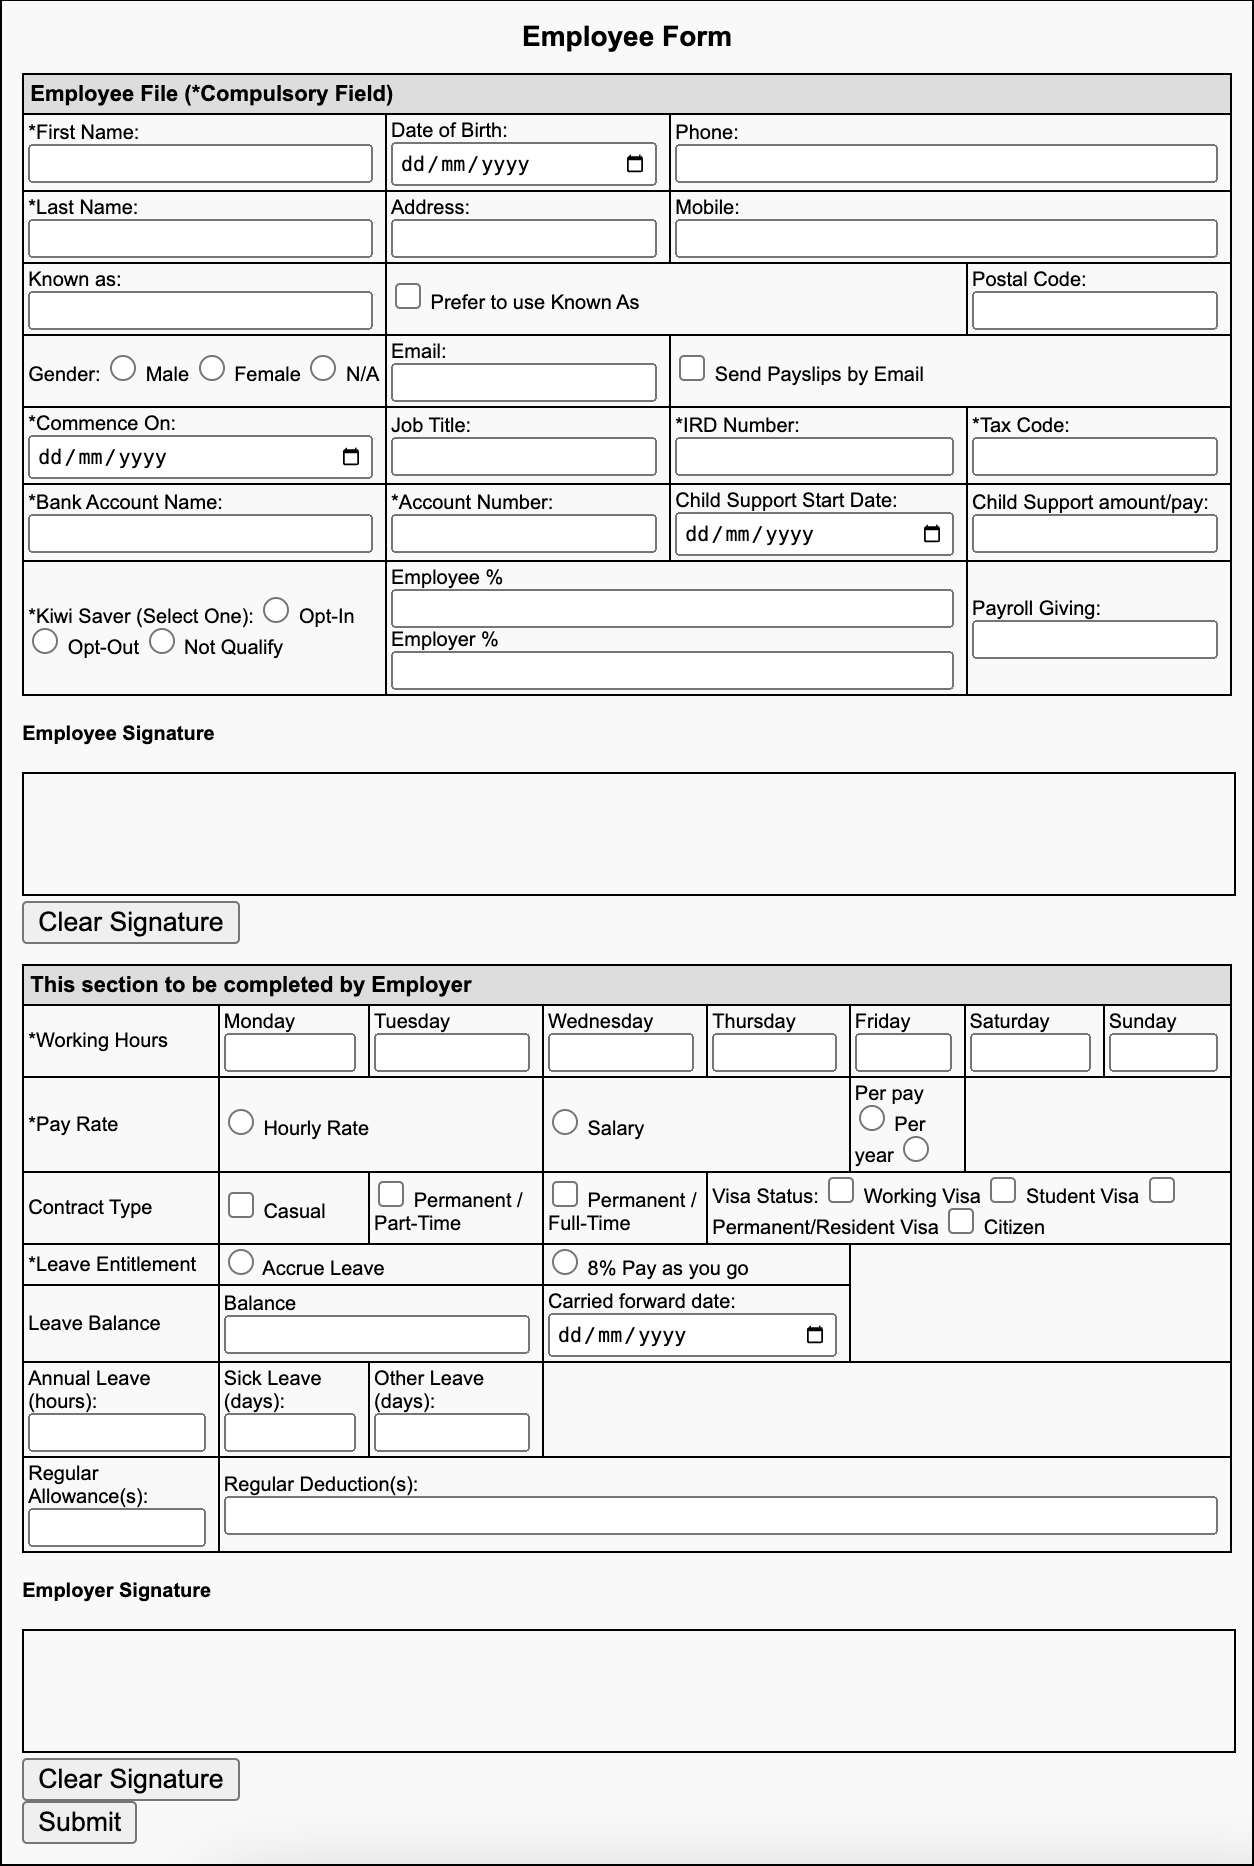 Employee Form
Employee File (*Compulsory Field)
*First Name:
Date of Birth:
Phone:
dd/mm/yyyy
*Last Name:
Address:
Mobile:
Known as:
Prefer to use Known As
Postal Code:
Gender: Male Female N/A
Email:
Send Payslips by Email
*Commence On:
Job Title:
*IRD Number:
*Tax Code:
dd/mm/yyyy
*Bank Account Name:
*Account Number:
Child Support Start Date:
Child Support amount/pay:
dd/mm/yyyy
*Kiwi Saver (Select One): Opt-In
Opt-Out Not Qualify
Employee %
Employer %
Payroll Giving:
Employee Signature
Clear Signature
This section to be completed by Employer
*Working Hours
Monday
Tuesday
Wednesday
Thursday
Friday
Saturday
Sunday
*Pay Rate
Hourly Rate
Salary
Per pay
Per
year
Contract Type
Casual
Permanent /
Part-Time
Permanent /
Full-Time
Visa Status: Working Visa Student Visa
Permanent/Resident Visa Citizen
*Leave Entitlement
Accrue Leave
8% Pay as you go
Leave Balance
Balance
Carried forward date:
dd/mm/yyyy
Annual Leave
(hours):
Sick Leave
(days):
Other Leave
(days):
Regular
Allowance(s):
Regular Deduction(s):
Employer Signature
Clear Signature
Submit